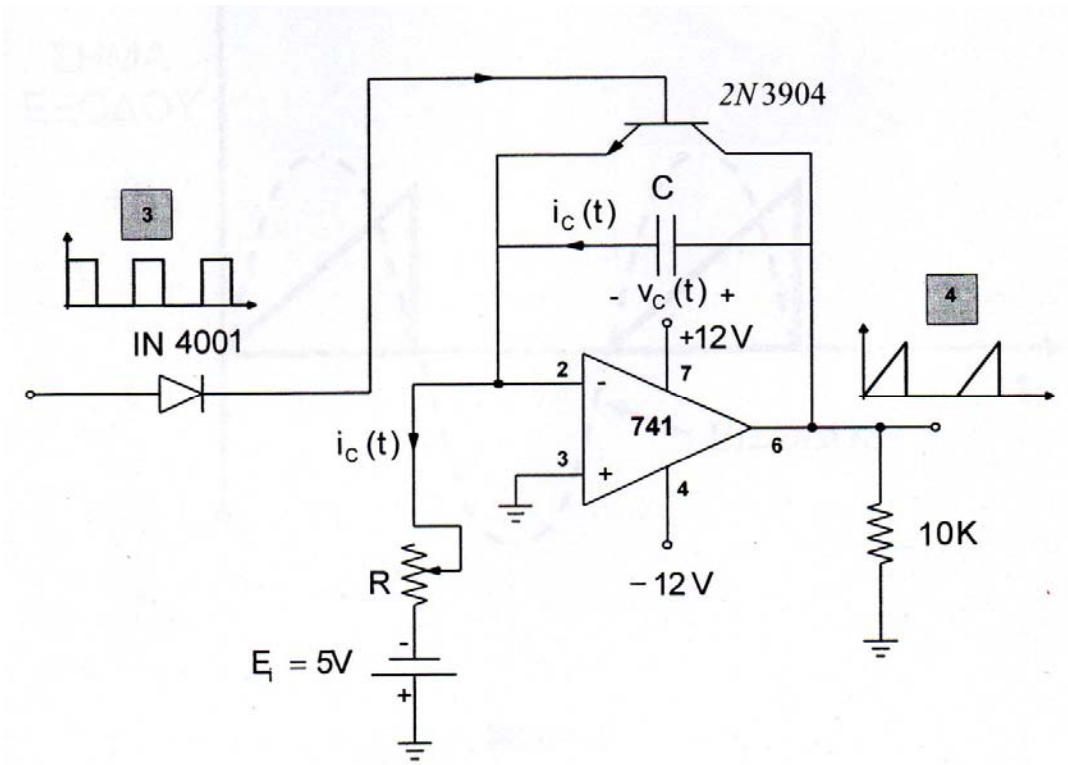 2N3904
3
C
i_C(t)
- v_C(t) +
+12V
4
IN 4001
2
-
7
741
6
i_C(t)
3
+
4
10K
R
−12V
-
E_i = 5V
+